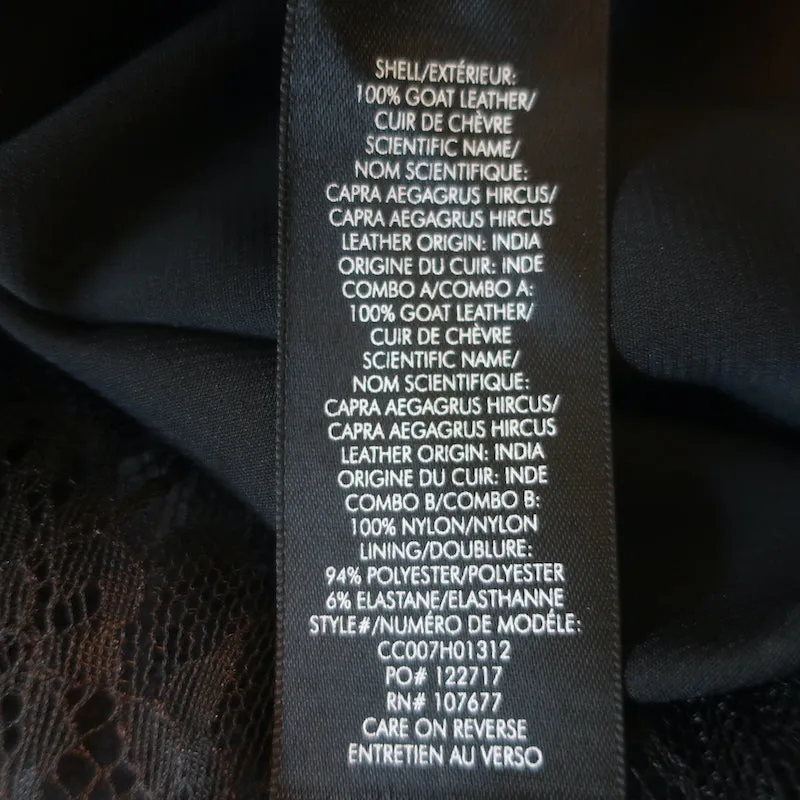 SHELL/EXTÉRIEUR:
100% GOAT LEATHER/
CUIR DE CHÈVRE
SCIENTIFIC NAME/
NOM SCIENTIFIQUE:
CAPRA AEGAGRUS HIRCUS/
CAPRA AEGAGRUS HIRCUS
LEATHER ORIGIN: INDIA
ORIGINE DU CUIR: INDE
COMBO A/COMBO A:
100% GOAT LEATHER/
CUIR DE CHÈVRE
SCIENTIFIC NAME/
NOM SCIENTIFIQUE:
CAPRA AEGAGRUS HIRCUS/
CAPRA AEGAGRUS HIRCUS
LEATHER ORIGIN: INDIA
ORIGINE DU CUIR: INDE
COMBO B/COMBO B:
100% NYLON/NYLON
LINING/DOUBLURE:
94% POLYESTER/POLYESTER
6% ELASTANE/ELASTHANNE
STYLE#/NUMÉRO DE MODÉLE:
CC007H01312
PO# 122717
RN# 107677
CARE ON REVERSE
ENTRETIEN AU VERSO